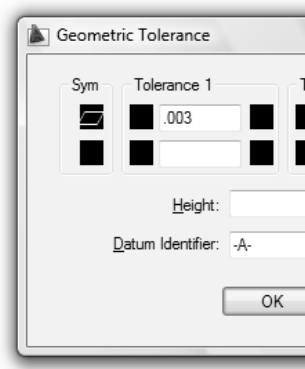 Geometric Tolerance
Sym Tolerance 1
.003
Height:
Datum Identifier: -A-
OK